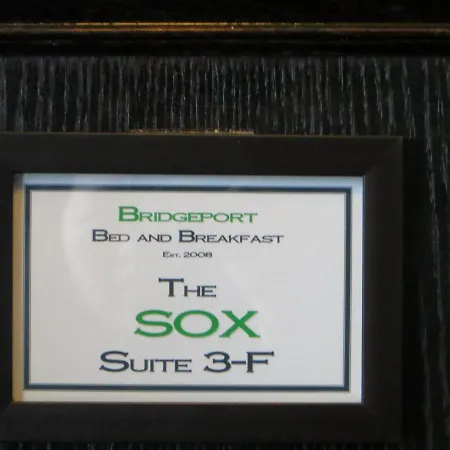 Bridgeport
Bed and Breakfast
Est. 2008
The
SOX
Suite 3-F